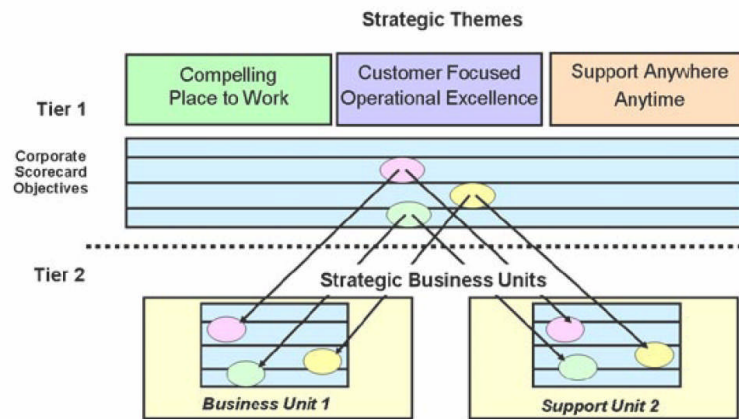 Strategic Themes
Compelling
Place to Work
Customer Focused
Operational Excellence
Support Anywhere
Anytime
Tier 1
Corporate
Scorecard
Objectives
Tier 2
Strategic Business Units
Business Unit 1
Support Unit 2